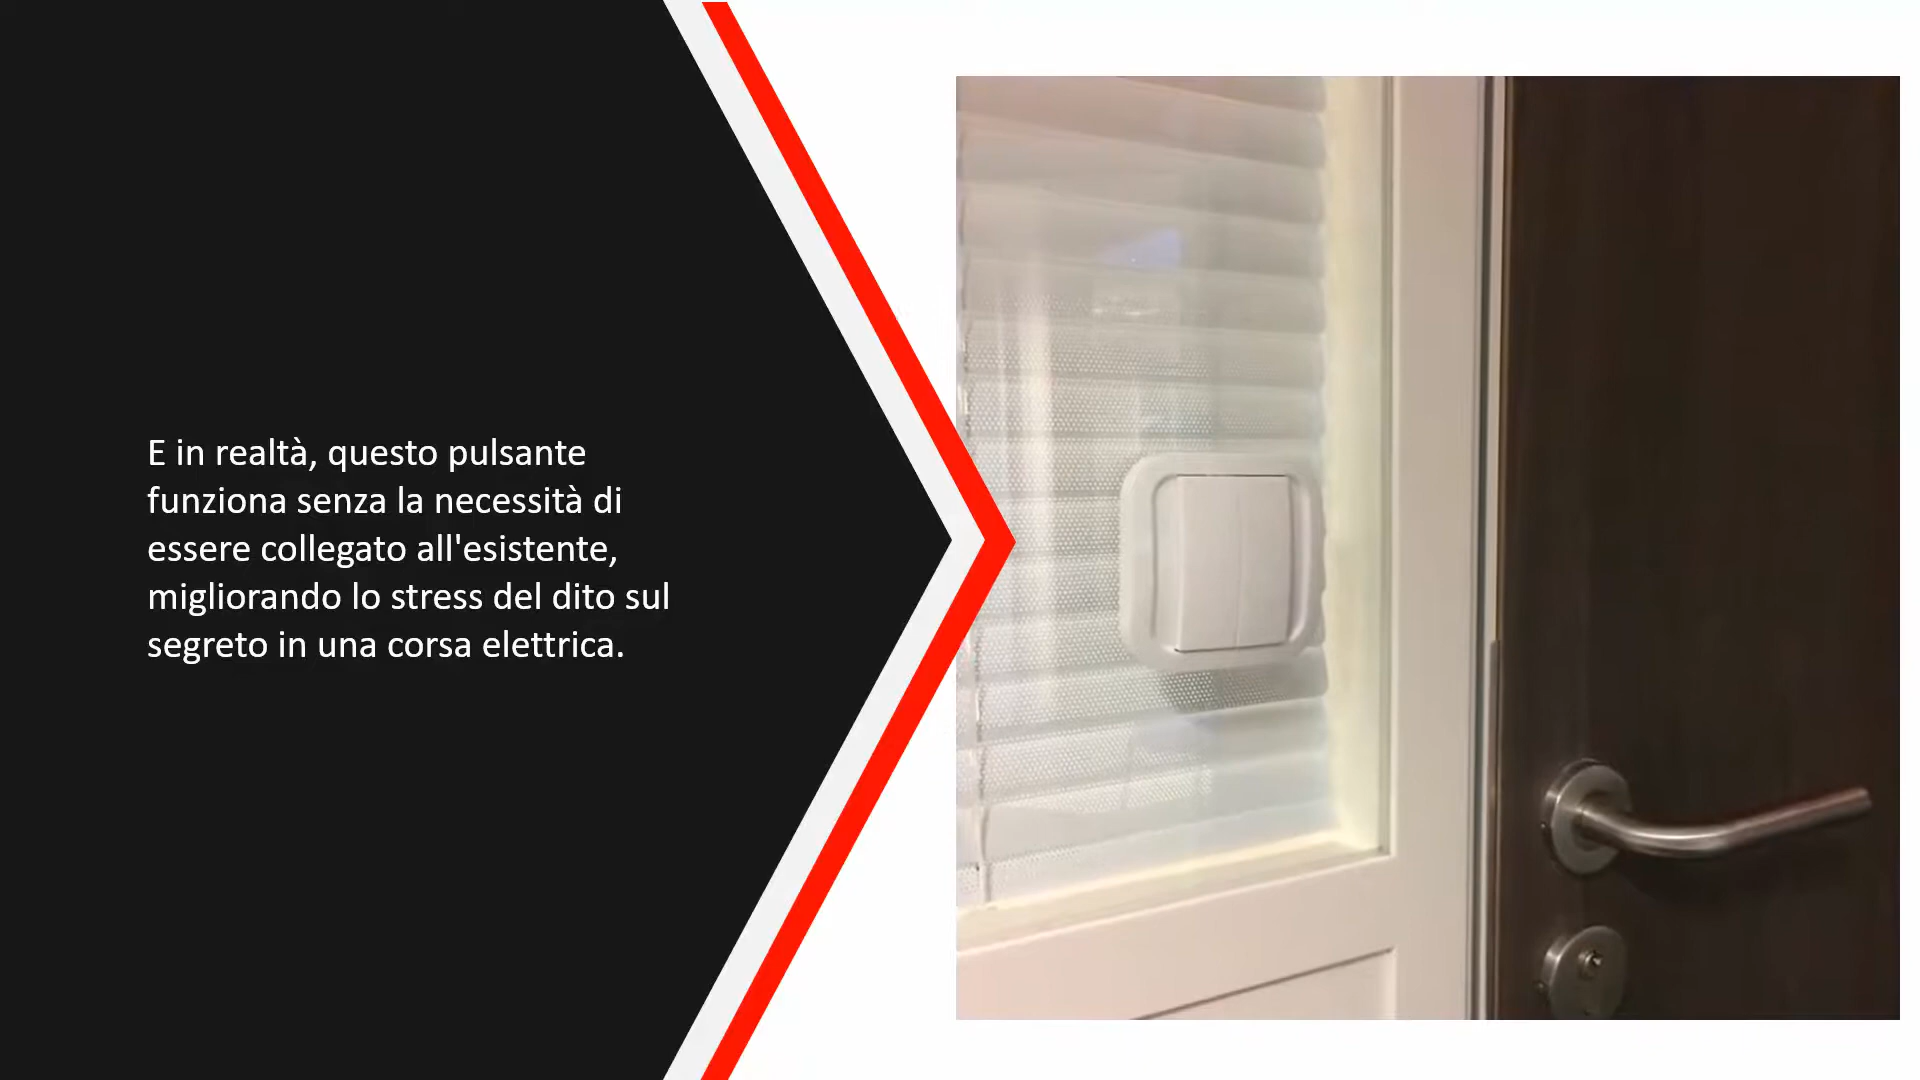 E in realtà, questo pulsante
funziona senza la necessità di
essere collegato all'esistente,
migliorando lo stress del dito sul
segreto in una corsa elettrica.